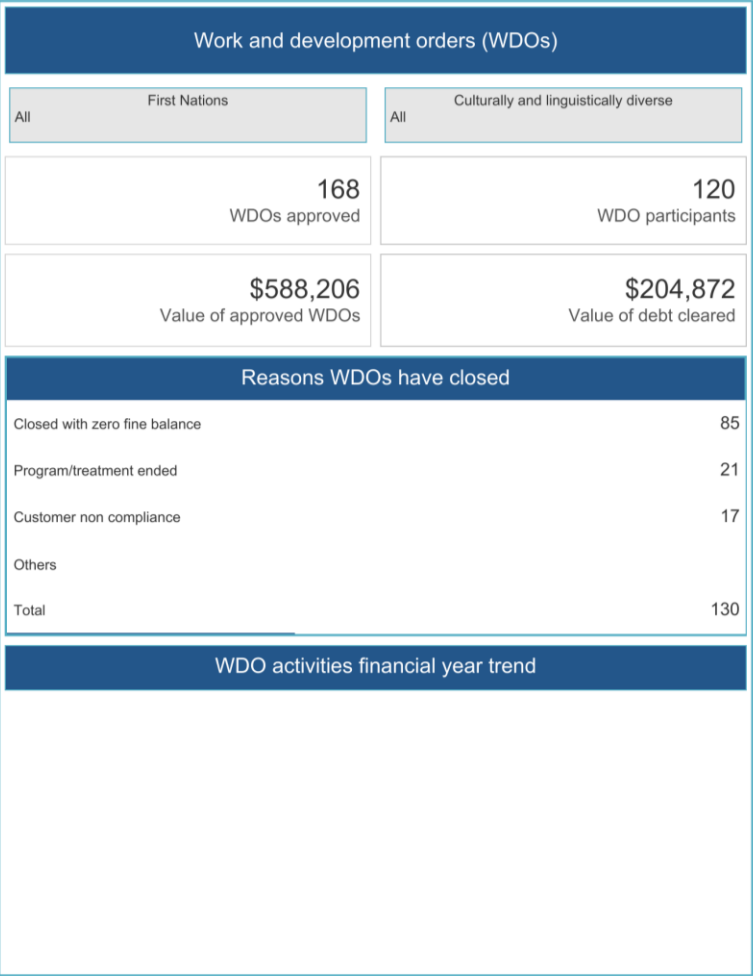 Work and development orders (WDOs)
First Nations
All
Culturally and linguistically diverse
All
168
WDOs approved
120
WDO participants
$588,206
Value of approved WDOs
$204,872
Value of debt cleared
Reasons WDOs have closed
Closed with zero fine balance 85
Program/treatment ended 21
Customer non compliance 17
Others
Total 130
WDO activities financial year trend